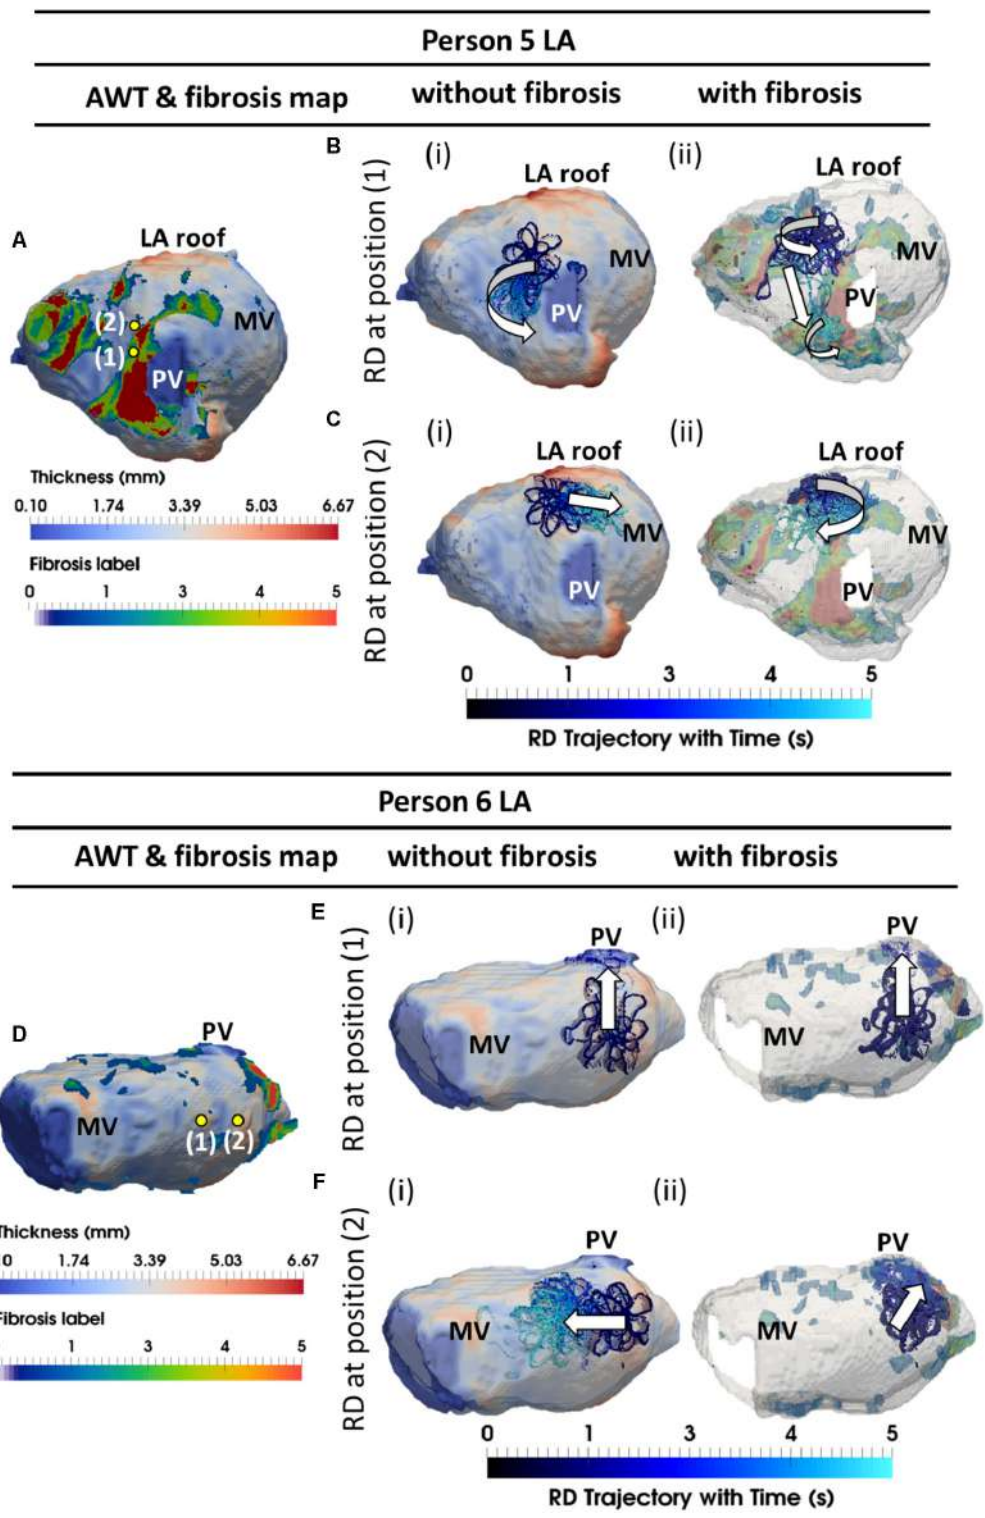 Person 5 LA
AWT & fibrosis map without fibrosis with fibrosis
A
LA roof
(2)
(1)
PV
MV
Thickness (mm)
0.10 1.74 3.39 5.03 6.67
Fibrosis label
0 1 3 4 5
B
RD at position (1)
(i)
LA roof
MV
PV
(ii)
LA roof
MV
PV
C
RD at position (2)
(i)
LA roof
MV
PV
(ii)
LA roof
MV
PV
0 1 3 4 5
RD Trajectory with Time (s)
Person 6 LA
AWT & fibrosis map without fibrosis with fibrosis
D
PV
MV
(1) (2)
Thickness (mm)
10 1.74 3.39 5.03 6.67
Fibrosis label
1 3 4 5
E
RD at position (1)
(i)
PV
MV
(ii)
PV
MV
F
RD at position (2)
(i)
PV
MV
(ii)
PV
MV
0 1 3 4 5
RD Trajectory with Time (s)